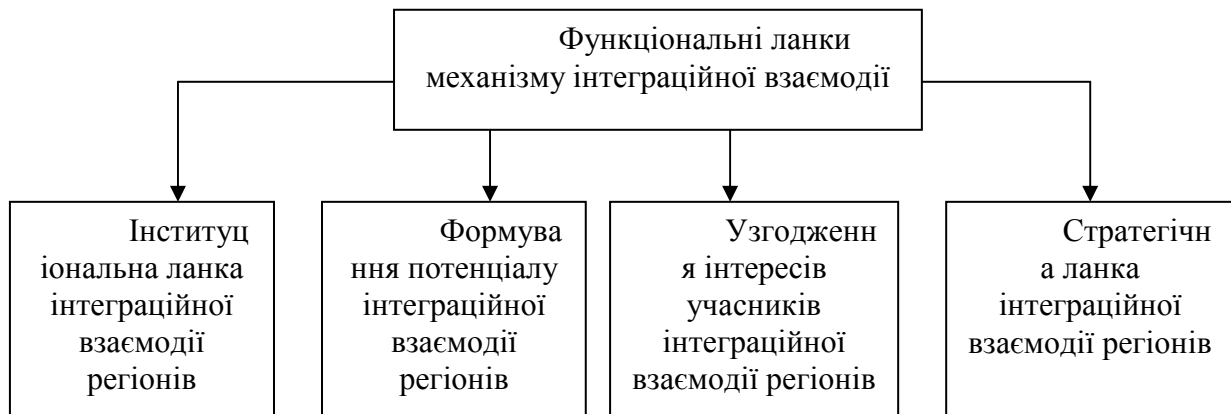 Функціональні ланки
механізму інтеграційної взаємодії
Інституц
іональна ланка
інтеграційної
взаємодії
регіонів
Формува
ння потенціалу
інтеграційної
взаємодії
регіонів
Узгодженн
я інтересів
учасників
інтеграційної
взаємодії регіонів
Стратегічн
а ланка
інтеграційної
взаємодії регіонів